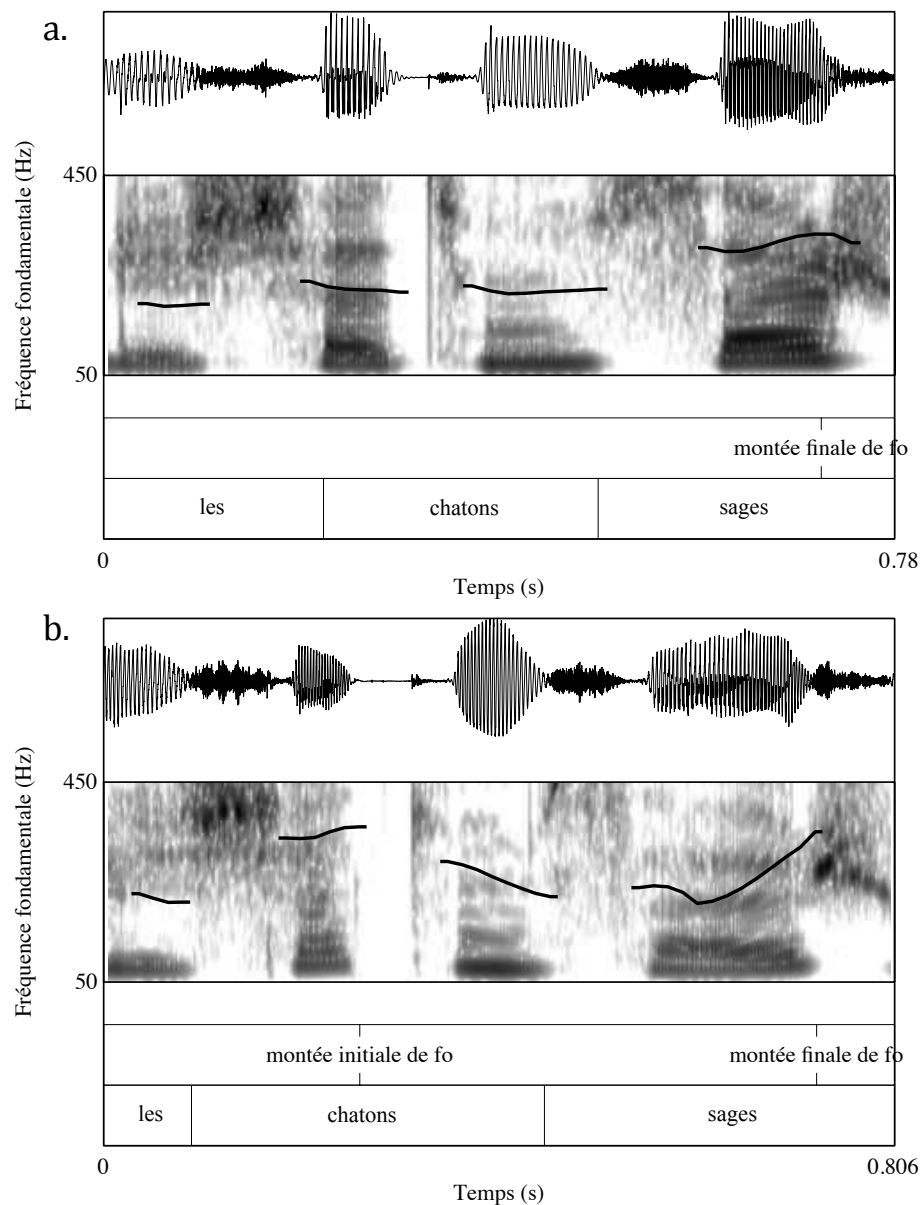 a.
Fréquence fondamentale (Hz)
450
50
montée finale de fo
les chatons sages
0 0.78
Temps (s)
b.
Fréquence fondamentale (Hz)
450
50
montée initiale de fo montée finale de fo
les chatons sages
0 0.806
Temps (s)